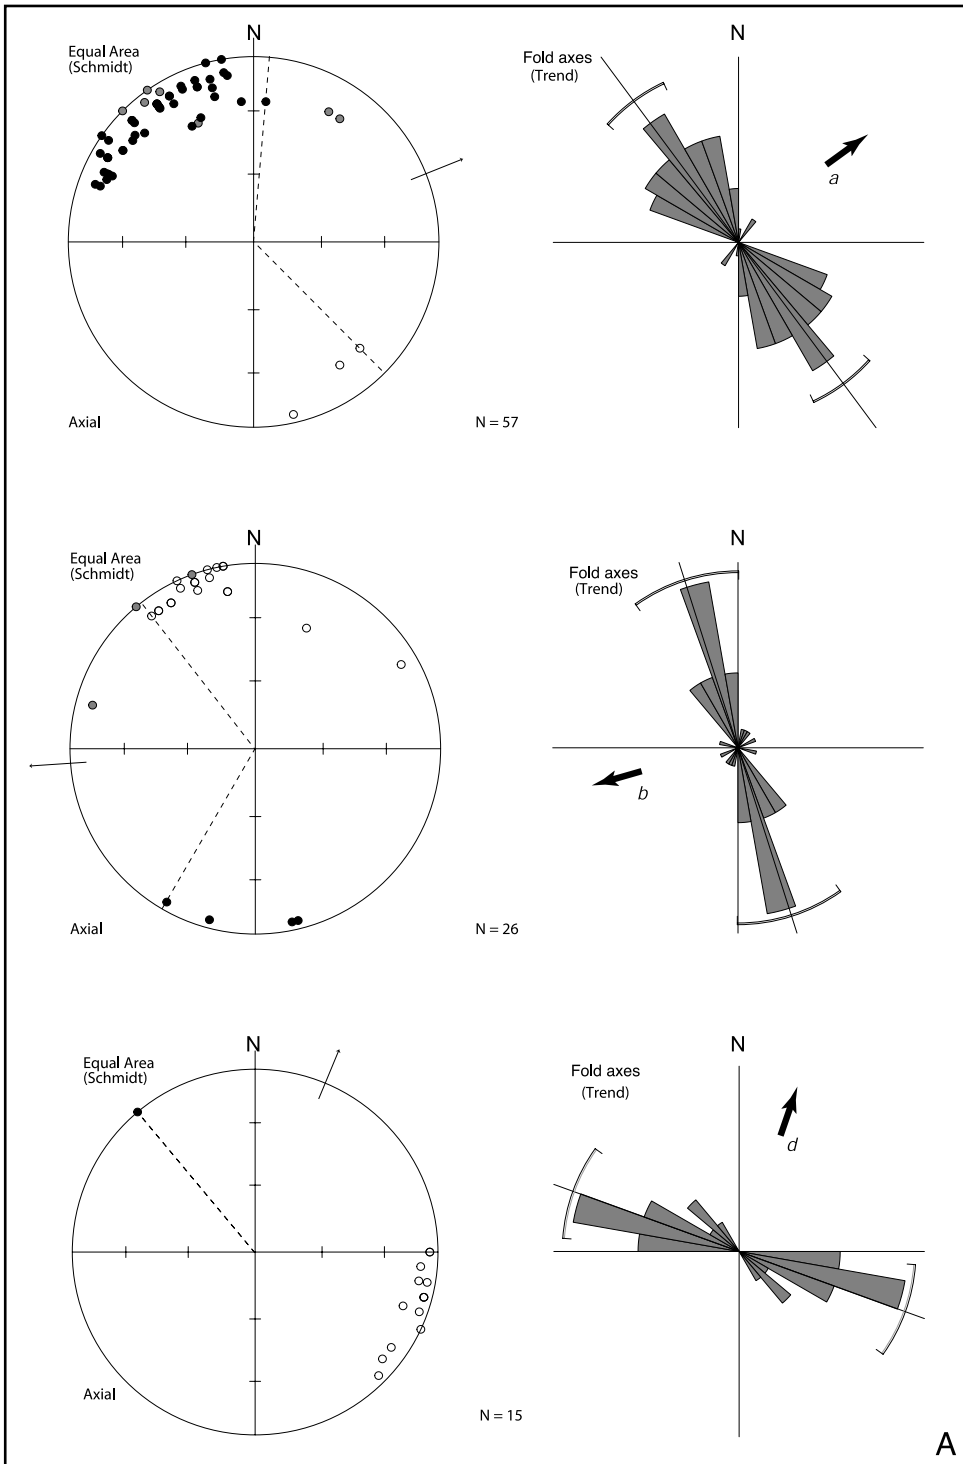 N
Equal Area
(Schmidt)
Axial
N = 57
N
Fold axes
(Trend)
a
N
Equal Area
(Schmidt)
Axial
N = 26
N
Fold axes
(Trend)
b
N
Equal Area
(Schmidt)
Axial
N = 15
N
Fold axes
(Trend)
d
A